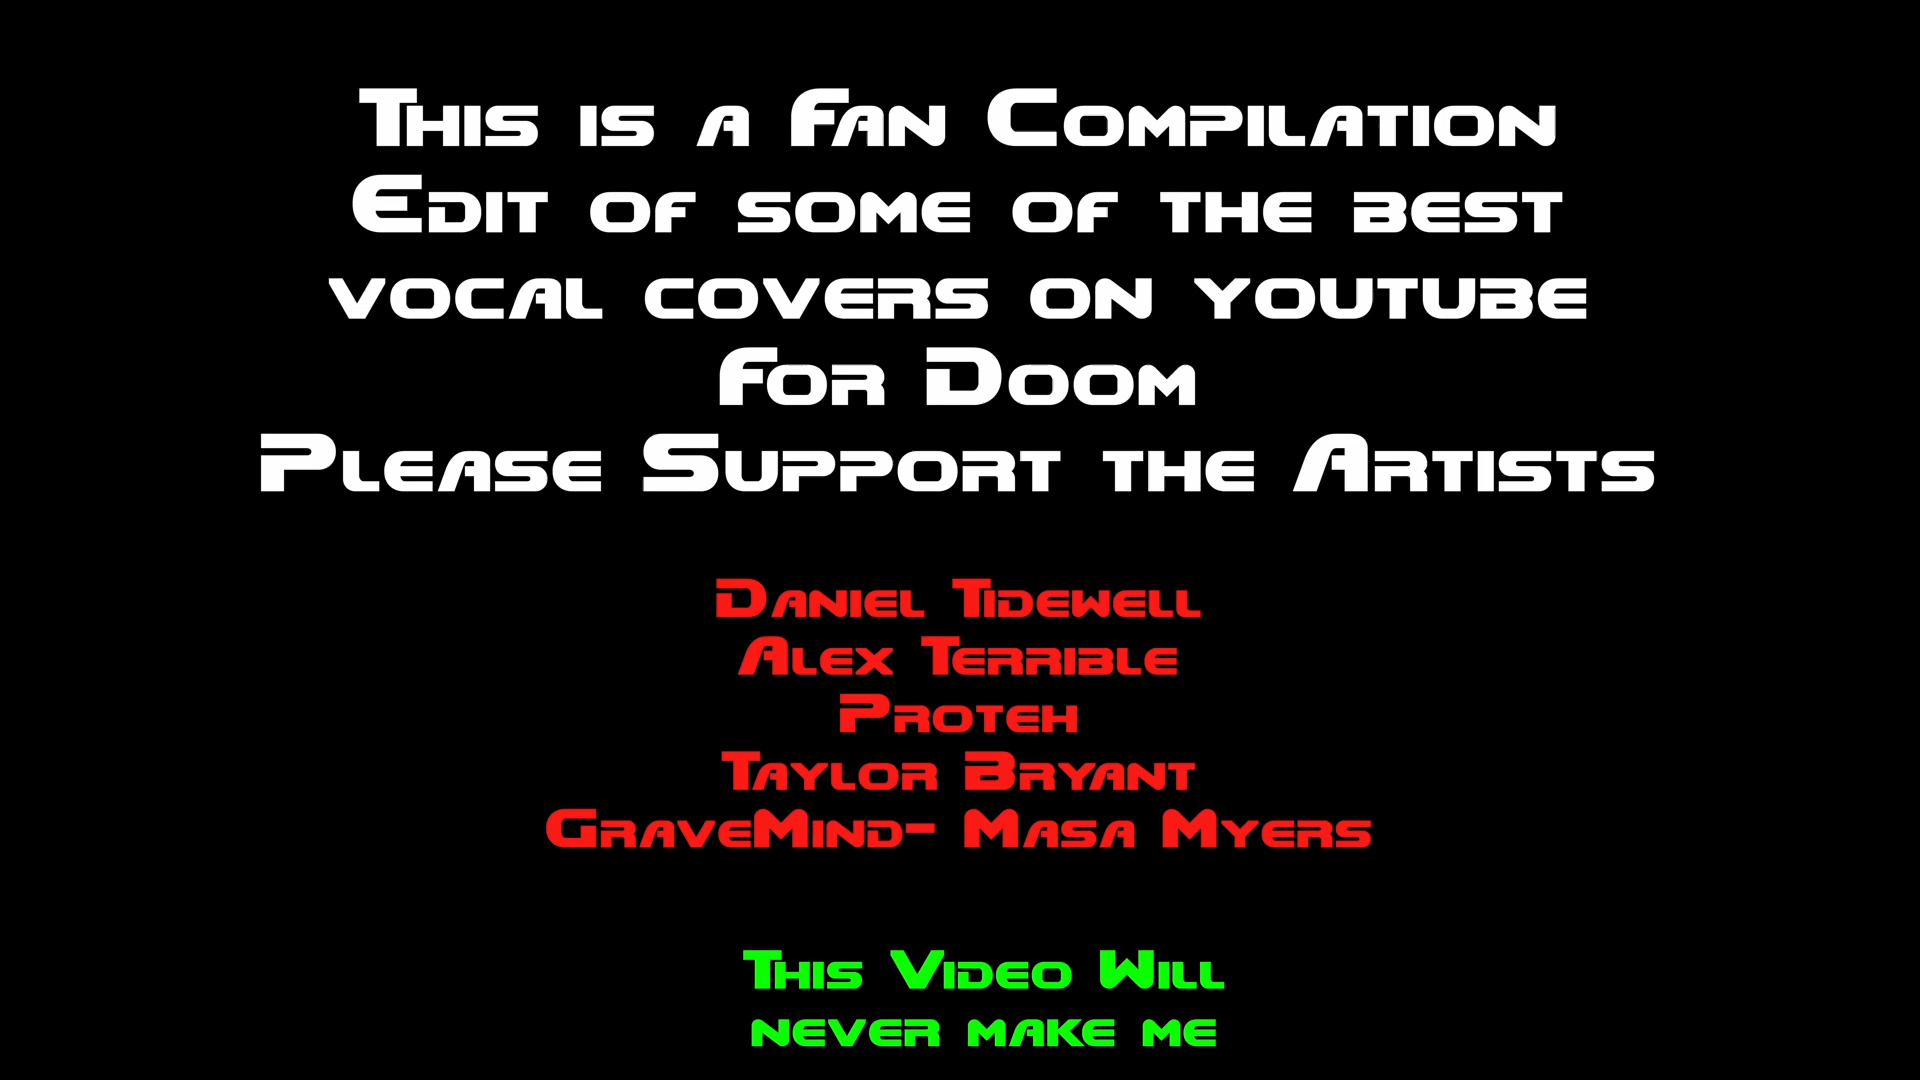 This is a Fan Compilation
Edit of some of the best
vocal covers on youtube
For Doom
Please Support the Artists
Daniel Tidewell
Alex Terrible
Proteh
Taylor Bryant
GraveMind- Masa Myers
This Video Will
never make me